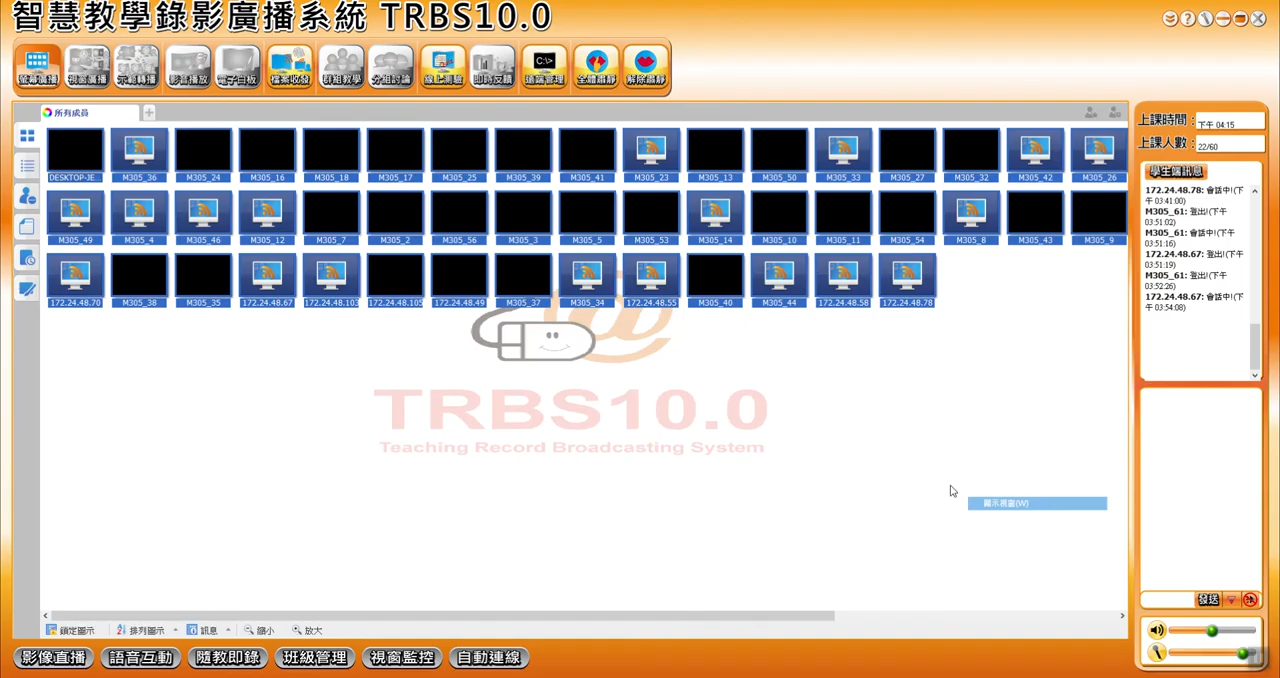 智慧教學錄影廣播系統 TRBS10.0
螢幕廣播 視窗廣播 示範轉播 影音播放 電子白板 檔案收發 群組教學 分組討論 線上測驗 即時反饋 遠端管理 全體肅靜 解除肅靜
C:\>
所有成員
DESKTOP-JE M305_36 M305_24 M305_16 M305_18 M305_17 M305_25 M305_39 M305_41 M305_23 M305_13 M305_50 M305_33 M305_27 M305_32 M305_42 M305_26
M305_49 M305_4 M305_46 M305_12 M305_7 M305_2 M305_56 M305_3 M305_5 M305_53 M305_14 M305_10 M305_11 M305_54 M305_8 M305_43 M305_9
172.24.48.70 M305_38 M305_35 172.24.48.67 172.24.48.103 172.24.48.105 172.24.48.49 M305_37 M305_34 172.24.48.55 M305_40 M305_44 172.24.48.58 172.24.48.78
TRBS10.0
Teaching Record Broadcasting System
顯示視窗(W)
鎖定圖示 排列圖示 訊息 縮小 放大
影像直播 語音互動 隨教即錄 班級管理 視窗監控 自動連線
上課時間： 下午 04:15
上課人數： 22/60
學生端訊息
172.24.48.78: 會話中!(下
午 03:41:00)
M305_61: 登出!(下午
03:51:02)
M305_61: 會話中!(下午
03:51:16)
172.24.48.67: 登出!(下午
03:51:19)
M305_61: 登出!(下午
03:52:26)
172.24.48.67: 會話中!(下
午 03:54:08)
發送